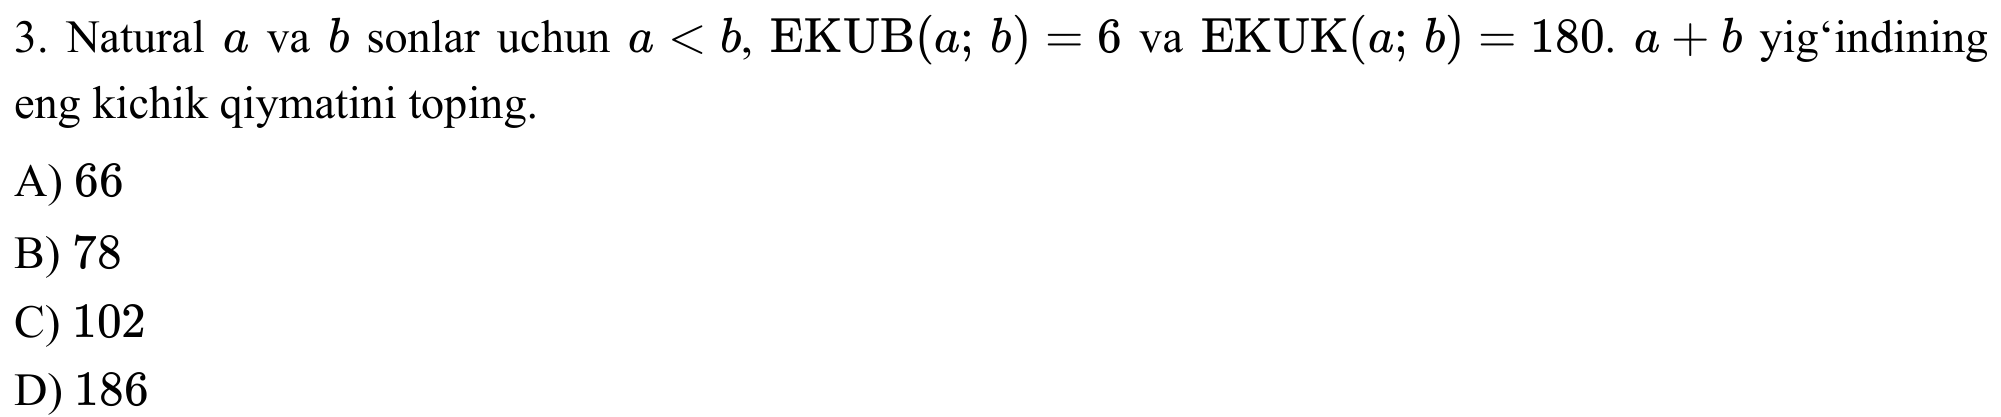 3. Natural a va b sonlar uchun a < b, EKUB(a; b) = 6 va EKUK(a; b) = 180. a + b yig‘indining
eng kichik qiymatini toping.
A) 66
B) 78
C) 102
D) 186